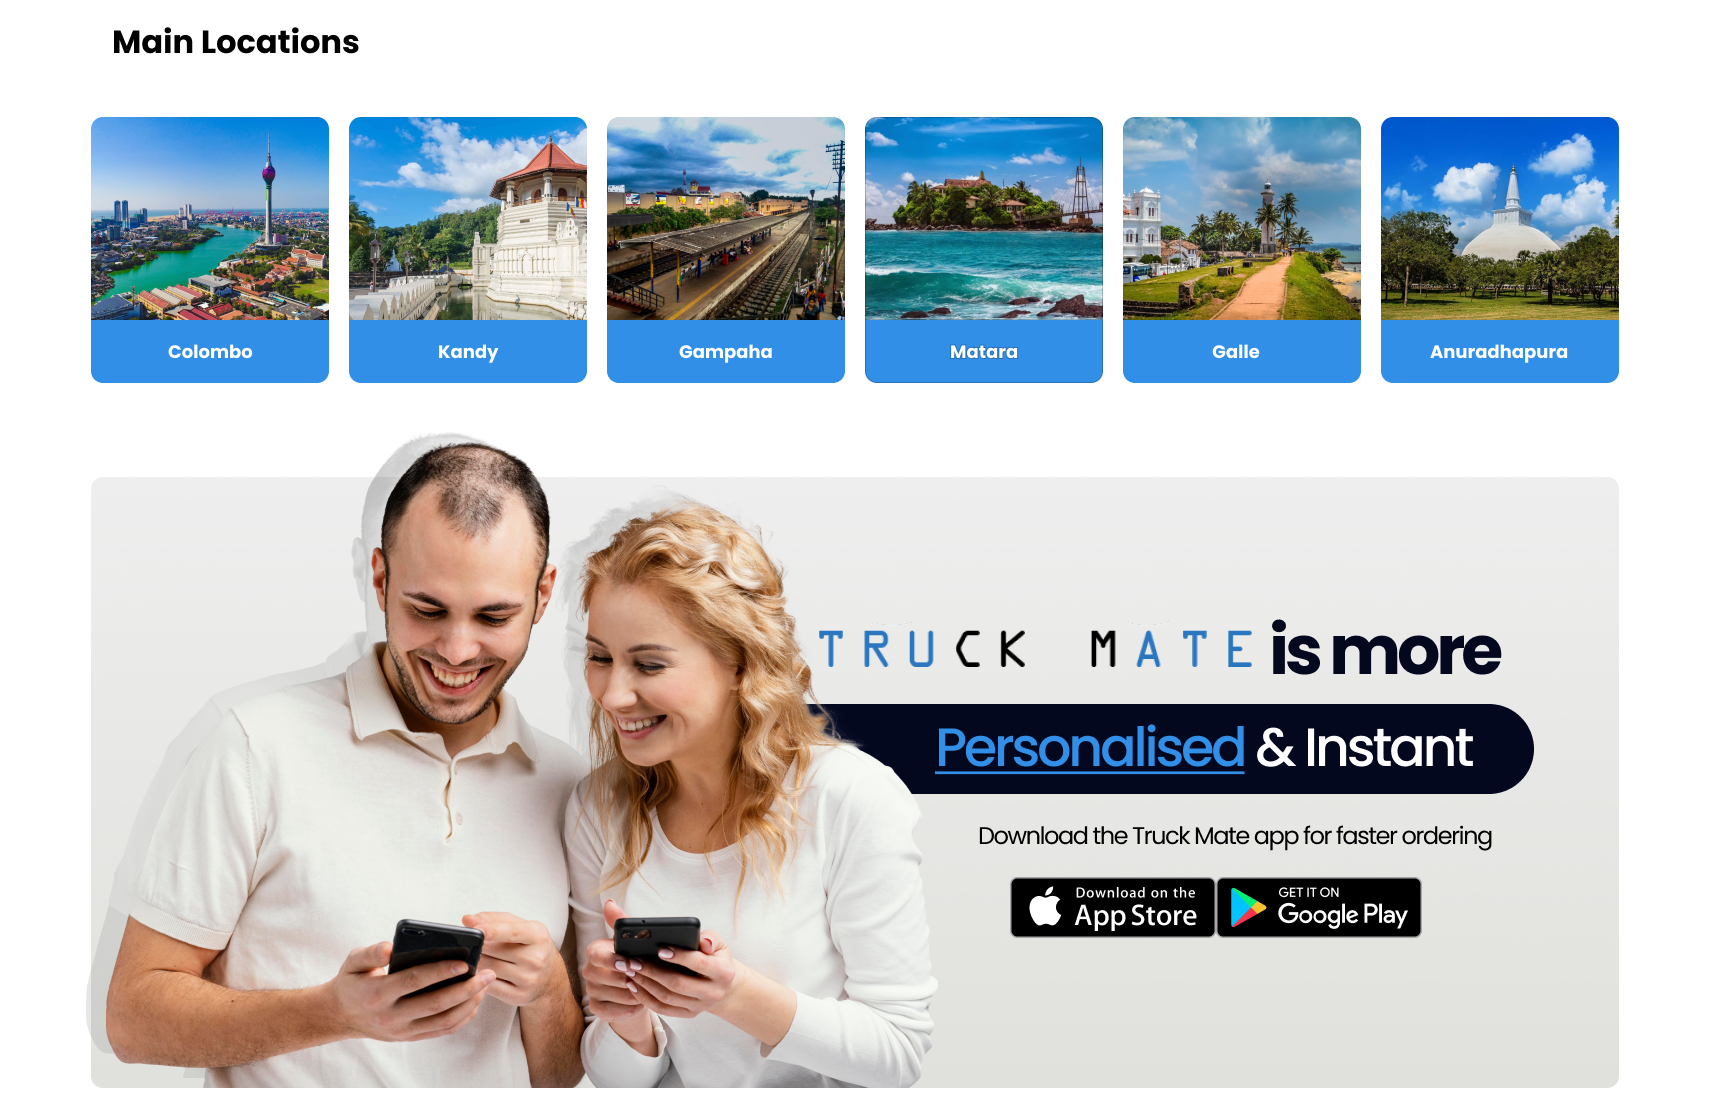 Main Locations
Colombo
Kandy
Gampaha
Matara
Galle
Anuradhapura
TRUCK MATE is more
Personalised & Instant
Download the Truck Mate app for faster ordering
Download on the
App Store
GET IT ON
Google Play